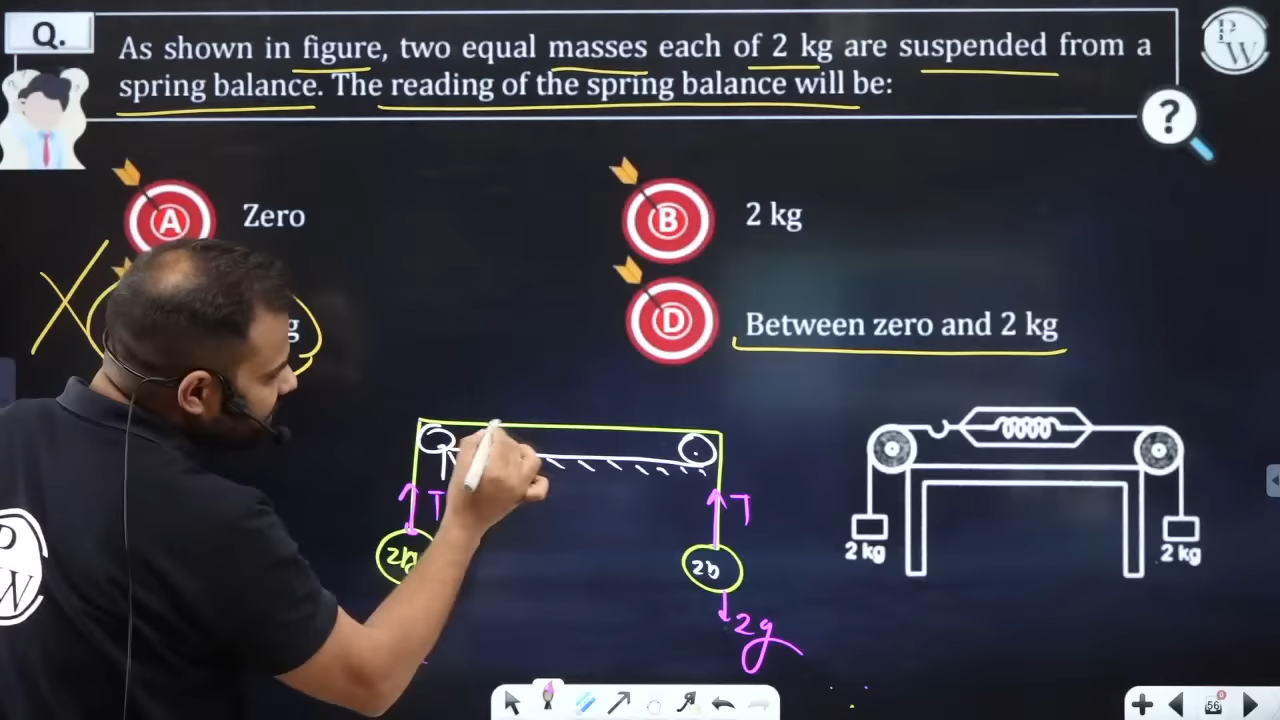 Q.
As shown in figure, two equal masses each of 2 kg are suspended from a
spring balance. The reading of the spring balance will be:
P
W
?
A Zero
B 2 kg
g
D Between zero and 2 kg
T
T
2g
2 kg
2 kg
P
W
56